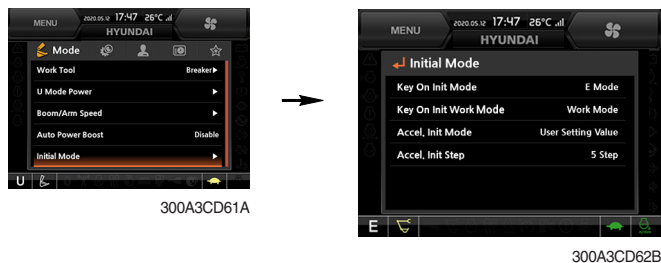 MENU
2020.05.12 17:47 26°C .ıl
HYUNDAI
Mode
Work Tool Breaker▶
U Mode Power ▶
Boom/Arm Speed ▶
Auto Power Boost Disable
Initial Mode ▶
U
300A3CD61A
MENU
2020.05.12 17:47 26°C .ıl
HYUNDAI
Initial Mode
Key On Init Mode E Mode
Key On Init Work Mode Work Mode
Accel. Init Mode User Setting Value
Accel. Init Step 5 Step
E
300A3CD62B